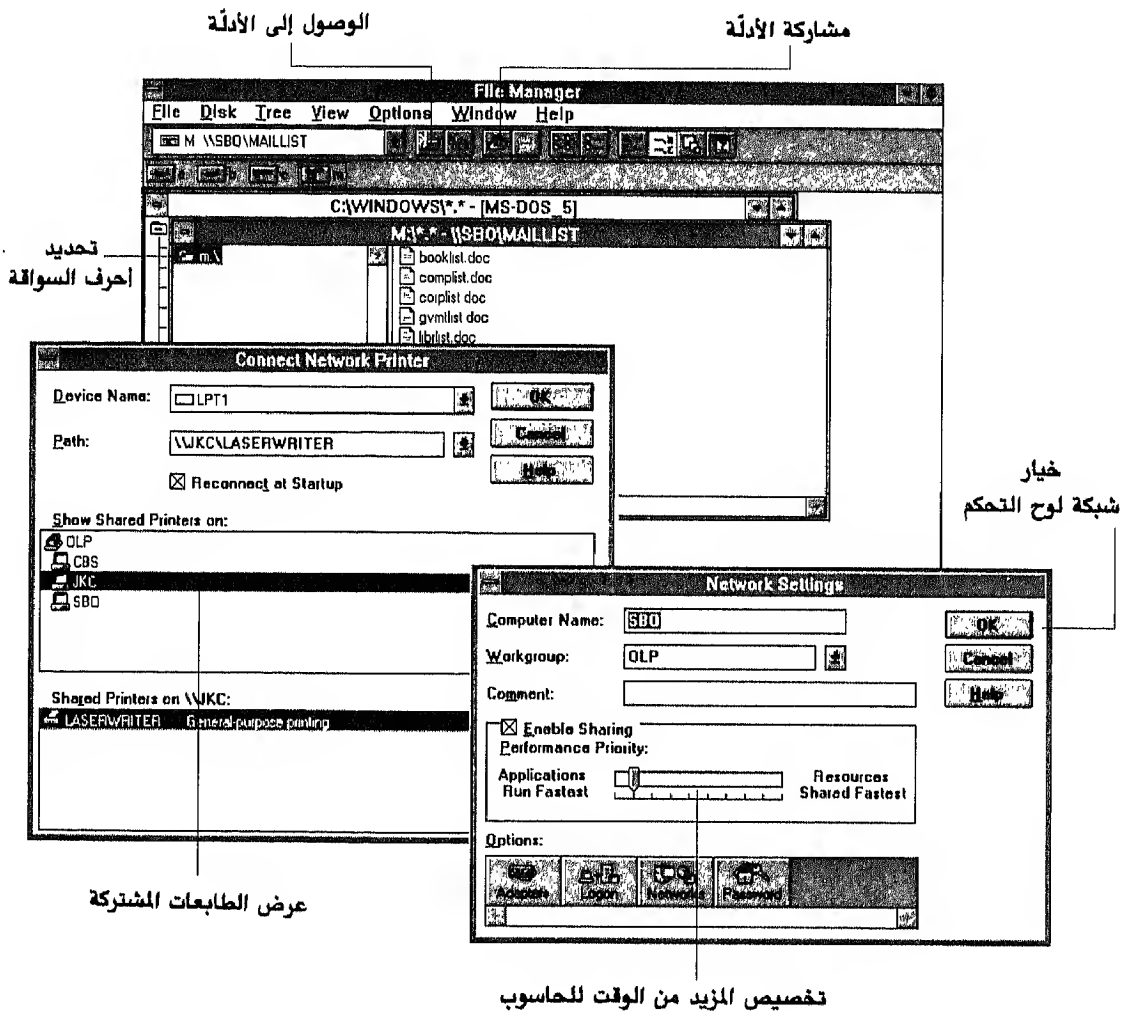 الوصول إلى الأدلّة
مشاركة الأدلّة
File Manager
File Disk Tree View Options Window Help
M \\SBO\MAILLIST
C:\WINDOWS\*.* - [MS-DOS_5]
M:\*.* - \\SBO\MAILLIST
تحديد
أحرف السواقة
m:\
booklist.doc
complist.doc
corplist doc
gvmtlist doc
librlist.doc
Connect Network Printer
Device Name: LPT1
OK
Path: \\JKC\LASERWRITER
Cancel
Help
Reconnect at Startup
Show Shared Printers on:
OLP
CBS
JKC
SBO
Shared Printers on \\JKC:
LASERWRITER General-purpose printing
خيار
شبكة لوح التحكم
Network Settings
Computer Name: SBO
OK
Workgroup: OLP
Cancel
Comment:
Help
Enable Sharing
Performance Priority:
Applications
Run Fastest
Resources
Shared Fastest
Options:
Adapters Logon Networks Password
عرض الطابعات المشتركة
تخصيص المزيد من الوقت للحاسوب